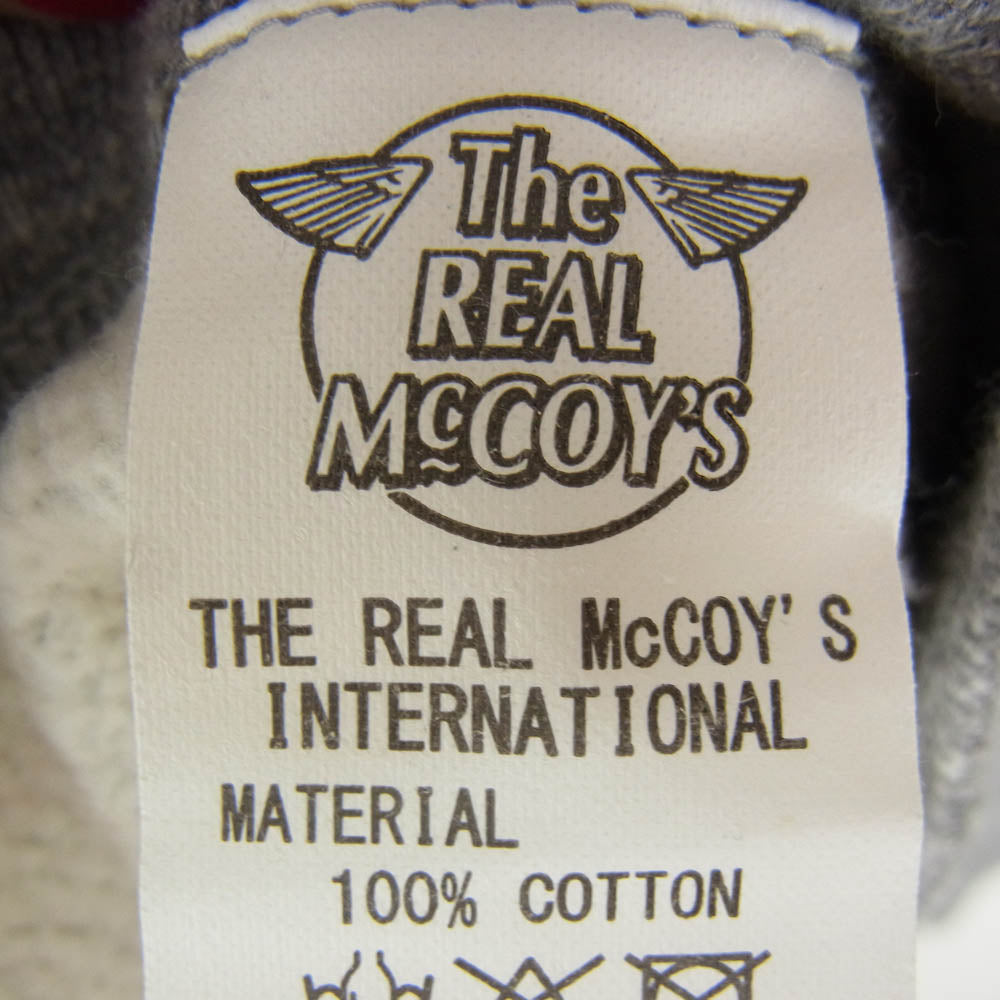 The
REAL
McCOY'S
THE REAL McCOY'S
INTERNATIONAL
MATERIAL
100% COTTON